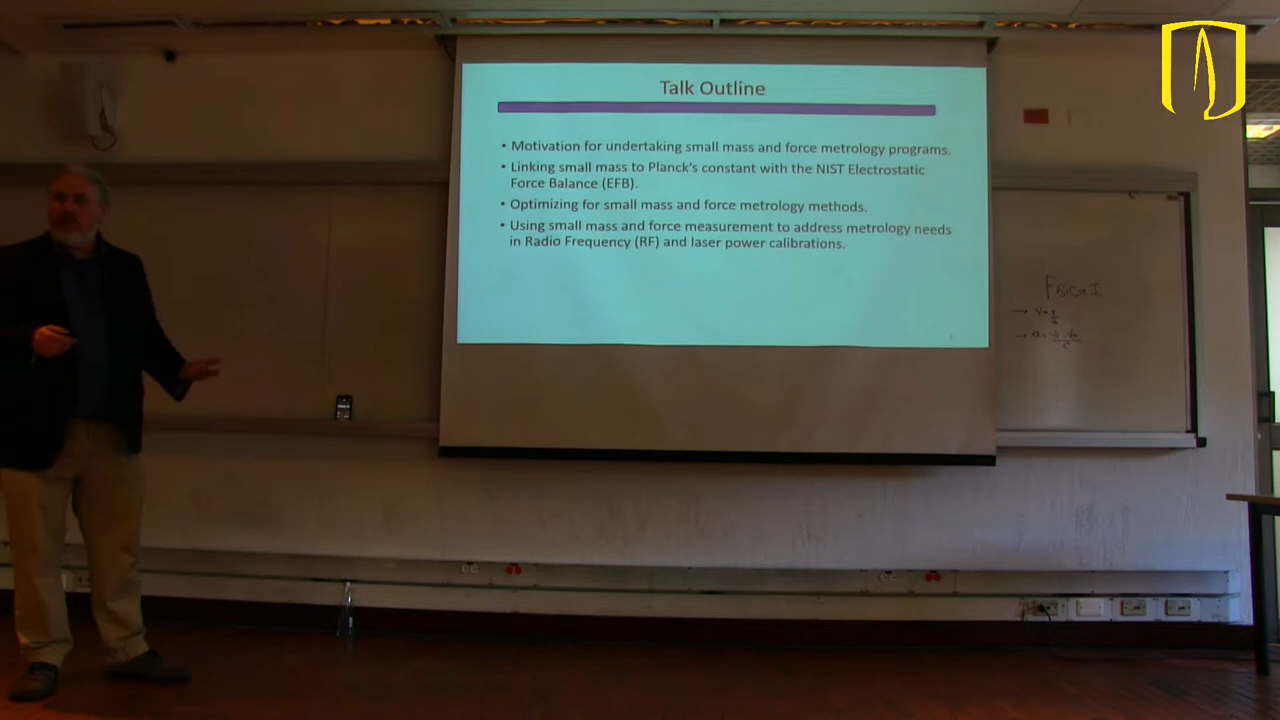 Talk Outline
• Motivation for undertaking small mass and force metrology programs.
• Linking small mass to Planck's constant with the NIST Electrostatic
Force Balance (EFB).
• Optimizing for small mass and force metrology methods.
• Using small mass and force measurement to address metrology needs
in Radio Frequency (RF) and laser power calibrations.